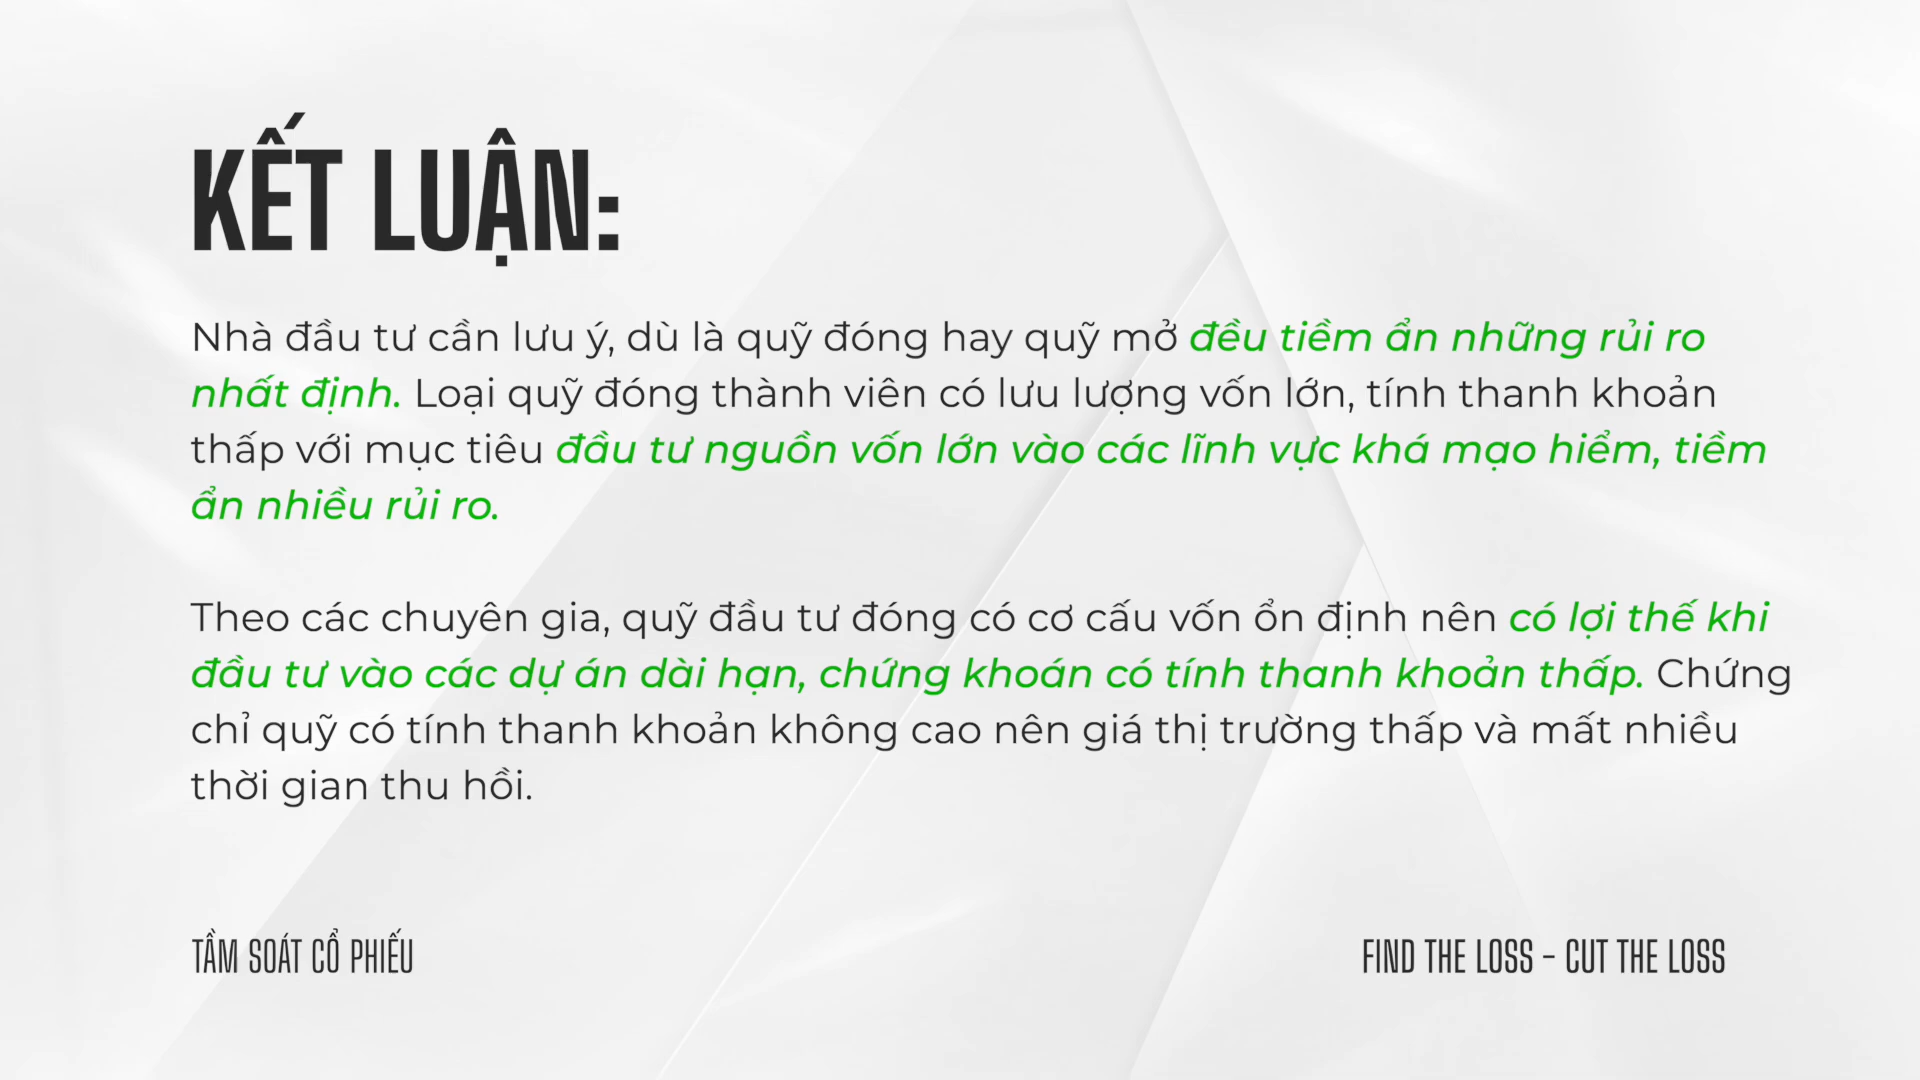 KẾT LUẬN:
Nhà đầu tư cần lưu ý, dù là quỹ đóng hay quỹ mở đều tiềm ẩn những rủi ro
nhất định. Loại quỹ đóng thành viên có lưu lượng vốn lớn, tính thanh khoản
thấp với mục tiêu đầu tư nguồn vốn lớn vào các lĩnh vực khá mạo hiểm, tiềm
ẩn nhiều rủi ro.
Theo các chuyên gia, quỹ đầu tư đóng có cơ cấu vốn ổn định nên có lợi thế khi
đầu tư vào các dự án dài hạn, chứng khoán có tính thanh khoản thấp. Chứng
chỉ quỹ có tính thanh khoản không cao nên giá thị trường thấp và mất nhiều
thời gian thu hồi.
TẦM SOÁT CỔ PHIẾU
FIND THE LOSS - CUT THE LOSS